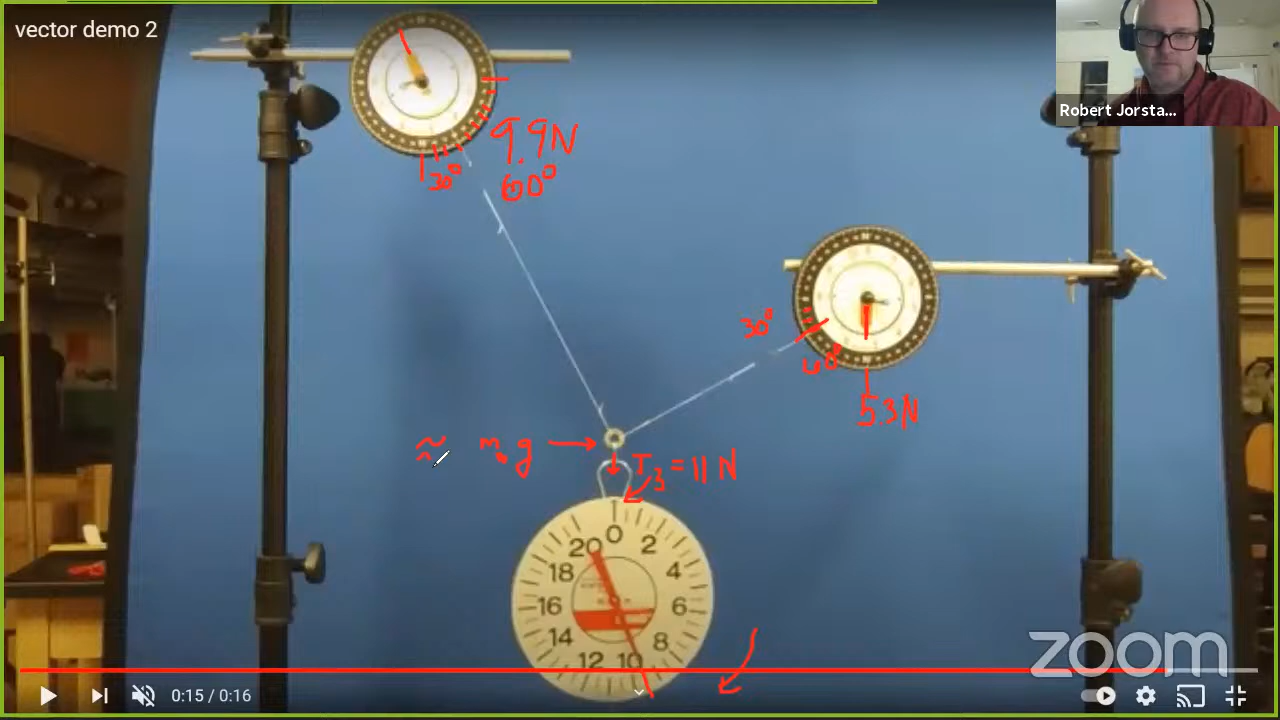 vector demo 2
Robert Jorsta...
9.9N
30° 60°
30°
60°
5.3N
≈ m₀g → T₃ = 11 N
0
20 2
18 4
16 6
14 8
12 10
zoom
0:15 / 0:16